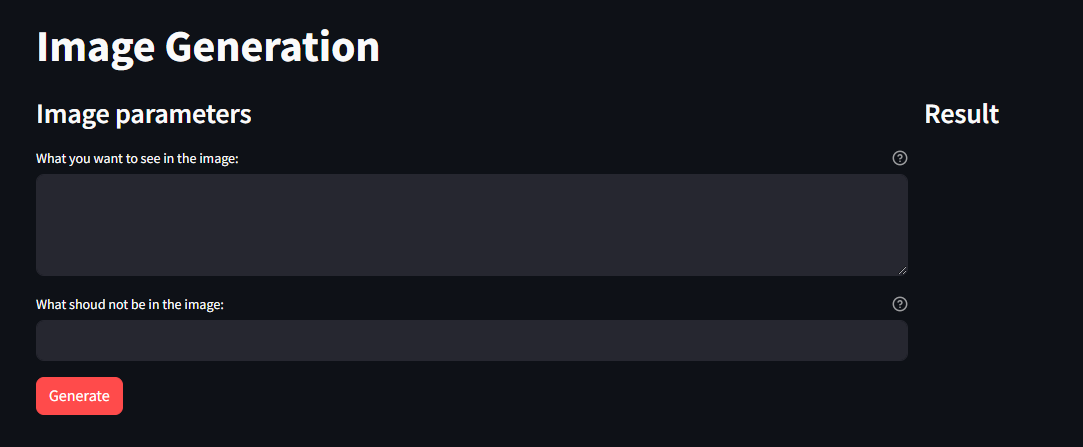 Image Generation
Image parameters
Result
What you want to see in the image:
What shoud not be in the image:
Generate